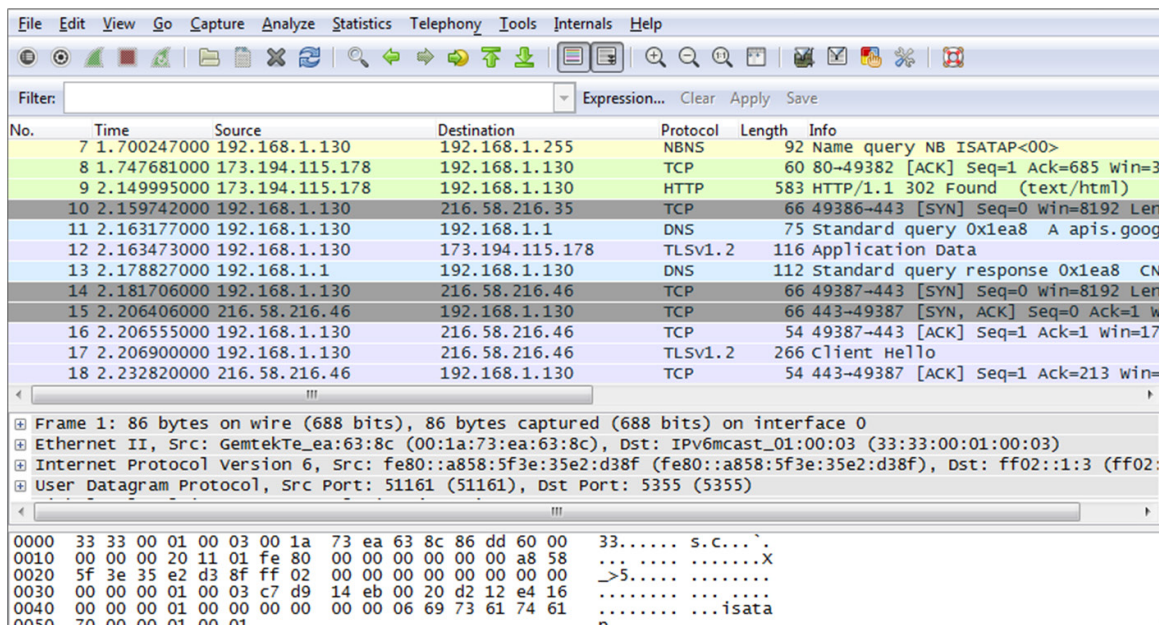 File Edit View Go Capture Analyze Statistics Telephony Tools Internals Help
Filter: Expression... Clear Apply Save
No. Time Source Destination Protocol Length Info
7 1.700247000 192.168.1.130 192.168.1.255 NBNS 92 Name query NB ISATAP<00>
8 1.747681000 173.194.115.178 192.168.1.130 TCP 60 80→49382 [ACK] Seq=1 Ack=685 Win=3
9 2.149995000 173.194.115.178 192.168.1.130 HTTP 583 HTTP/1.1 302 Found (text/html)
10 2.159742000 192.168.1.130 216.58.216.35 TCP 66 49386→443 [SYN] Seq=0 Win=8192 Len
11 2.163177000 192.168.1.130 192.168.1.1 DNS 75 Standard query 0x1ea8 A apis.goog
12 2.163473000 192.168.1.130 173.194.115.178 TLSv1.2 116 Application Data
13 2.178827000 192.168.1.1 192.168.1.130 DNS 112 Standard query response 0x1ea8 CN
14 2.181706000 192.168.1.130 216.58.216.46 TCP 66 49387→443 [SYN] Seq=0 Win=8192 Len
15 2.206406000 216.58.216.46 192.168.1.130 TCP 66 443→49387 [SYN, ACK] Seq=0 Ack=1 W
16 2.206555000 192.168.1.130 216.58.216.46 TCP 54 49387→443 [ACK] Seq=1 Ack=1 Win=17
17 2.206900000 192.168.1.130 216.58.216.46 TLSv1.2 266 Client Hello
18 2.232820000 216.58.216.46 192.168.1.130 TCP 54 443→49387 [ACK] Seq=1 Ack=213 Win=
Frame 1: 86 bytes on wire (688 bits), 86 bytes captured (688 bits) on interface 0
Ethernet II, Src: GemtekTe_ea:63:8c (00:1a:73:ea:63:8c), Dst: IPv6mcast_01:00:03 (33:33:00:01:00:03)
Internet Protocol Version 6, Src: fe80::a858:5f3e:35e2:d38f (fe80::a858:5f3e:35e2:d38f), Dst: ff02::1:3 (ff02:
User Datagram Protocol, Src Port: 51161 (51161), Dst Port: 5355 (5355)
0000 33 33 00 01 00 03 00 1a 73 ea 63 8c 86 dd 60 00 33...... s.c...`.
0010 00 00 00 20 11 01 fe 80 00 00 00 00 00 00 a8 58 ... .... .......X
0020 5f 3e 35 e2 d3 8f ff 02 00 00 00 00 00 00 00 00 _>5..... ........
0030 00 00 00 01 00 03 c7 d9 14 eb 00 20 d2 12 e4 16 ........ ... ....
0040 00 00 00 01 00 00 00 00 00 00 06 69 73 61 74 61 ........ ...isata
0050 70 00 00 01 00 01 p.....